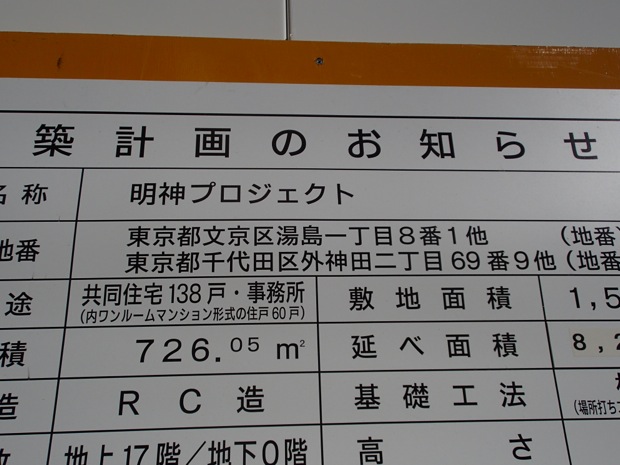 築計画のお知らせ
名称 明神プロジェクト
地番 東京都文京区湯島一丁目8番1他 (地番)
東京都千代田区外神田二丁目69番9他 (地番
途 共同住宅138戸・事務所 敷地面積 1,5
(内ワンルームマンション形式の住戸60戸)
積 726.05 m² 延べ面積 8,2
造 RC造 基礎工法
(場所打ち
地上17階/地下0階 高さ